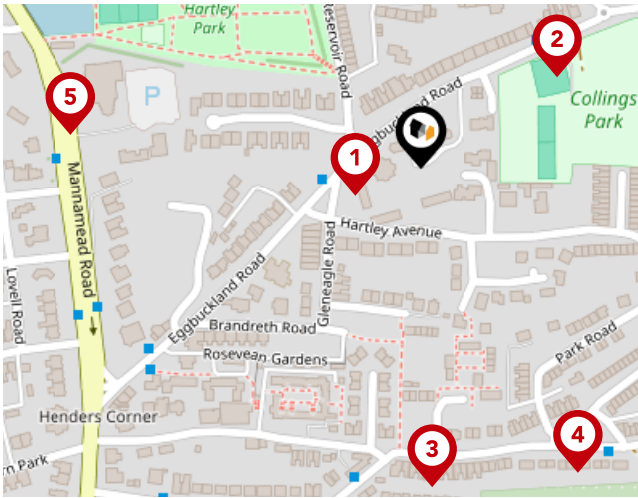 Hartley
Park
Reservoir Road
2
5
P
Eggbuckland Road
Collings
Park
1
Mannamead Road
Hartley Avenue
Gleneagle Road
Eggbuckland Road
Lovell Road
Brandreth Road
Rosevean Gardens
Park Road
Henders Corner
3
4
rn Park